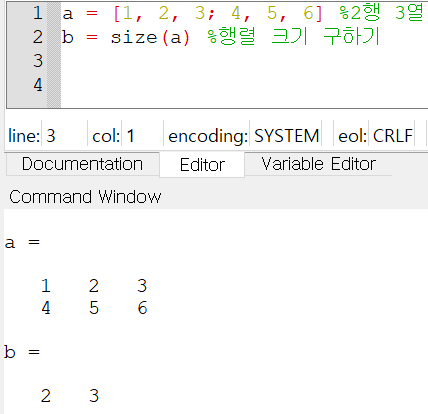 1 a = [1, 2, 3; 4, 5, 6] %2행 3열
2 b = size(a) %행렬 크기 구하기
3
4
line: 3 col: 1 encoding: SYSTEM eol: CRLF
Documentation Editor Variable Editor
Command Window
a =
1 2 3
4 5 6
b =
2 3